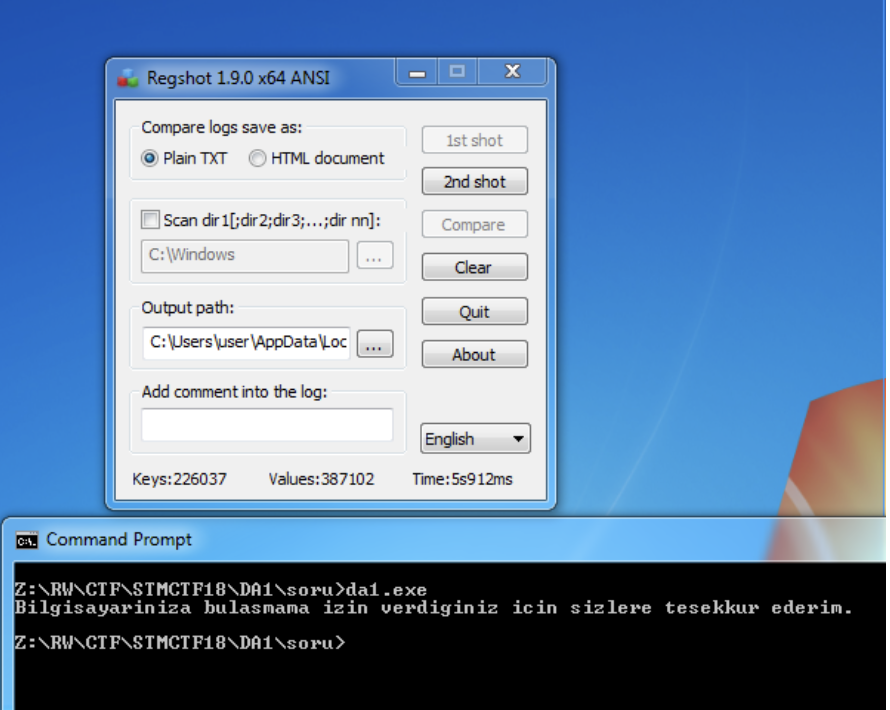 Regshot 1.9.0 x64 ANSI
Compare logs save as:
Plain TXT HTML document
1st shot
2nd shot
Scan dir1[;dir2;dir3;...;dir nn]:
Compare
C:\Windows ...
Clear
Output path:
Quit
C:\Users\user\AppData\Loc ...
About
Add comment into the log:
English
Keys:226037 Values:387102 Time:5s912ms
Command Prompt
Z:\RW\CTF\STMCTF18\DA1\soru>da1.exe
Bilgisayariniza bulasmama izin verdiginiz icin sizlere tesekkur ederim.
Z:\RW\CTF\STMCTF18\DA1\soru>